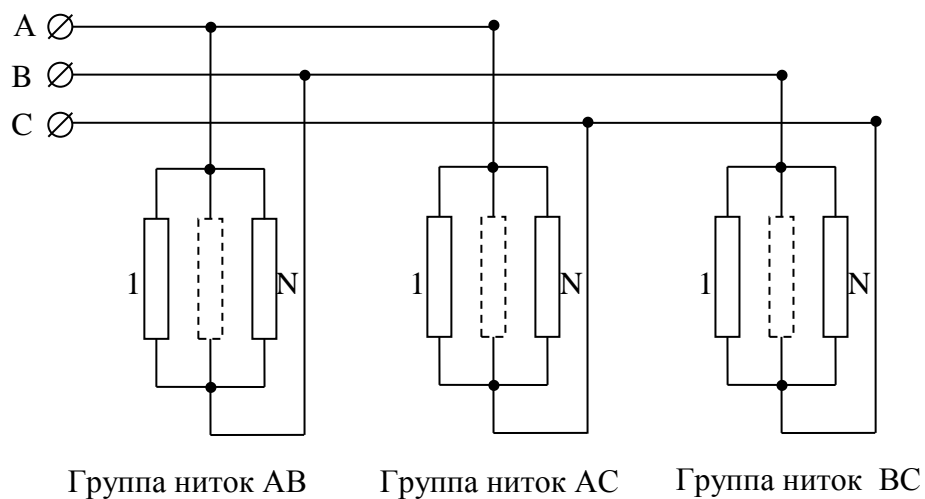 A
B
C
1
N
1
N
1
N
Группа ниток AB
Группа ниток AC
Группа ниток BC